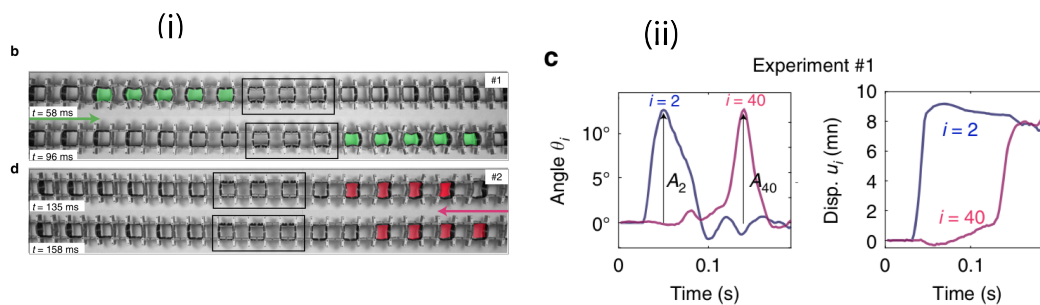 (i)
b
#1
t = 58 ms
t = 96 ms
d
#2
t = 135 ms
t = 158 ms
(ii)
c
Experiment #1
i = 2
i = 40
10°
5°
0°
A2
A40
Angle θi
0
0.1
Time (s)
10
8
6
4
2
0
i = 2
i = 40
Disp. ui (mn)
0
0.1
Time (s)